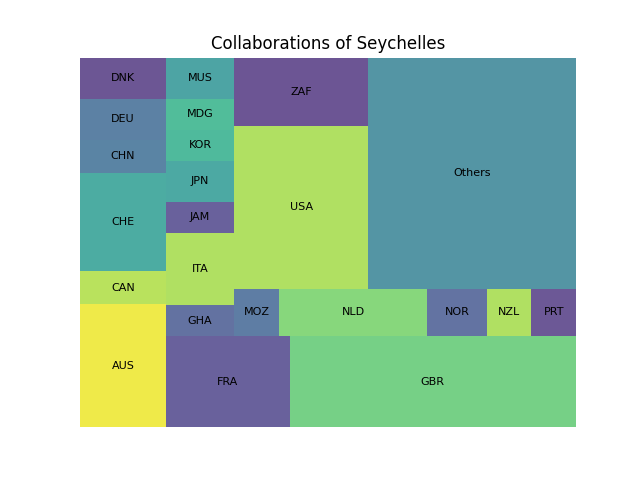 Collaborations of Seychelles
DNK
MUS
ZAF
Others
DEU
MDG
CHN
KOR
JPN
USA
CHE
JAM
ITA
CAN
GHA
MOZ
NLD
NOR
NZL
PRT
AUS
FRA
GBR